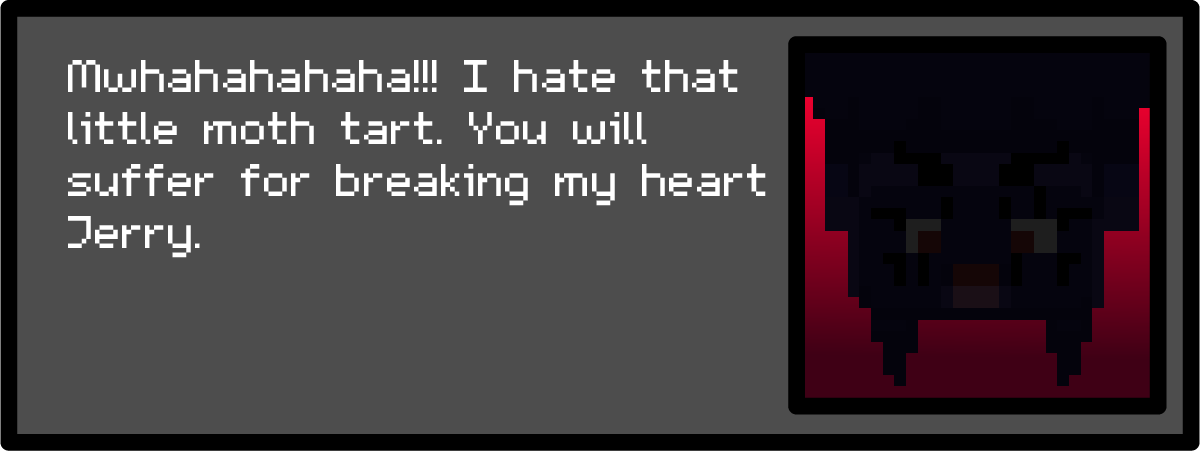 Mwhahahahaha!!! I hate that
little moth tart. You will
suffer for breaking my heart
Jerry.